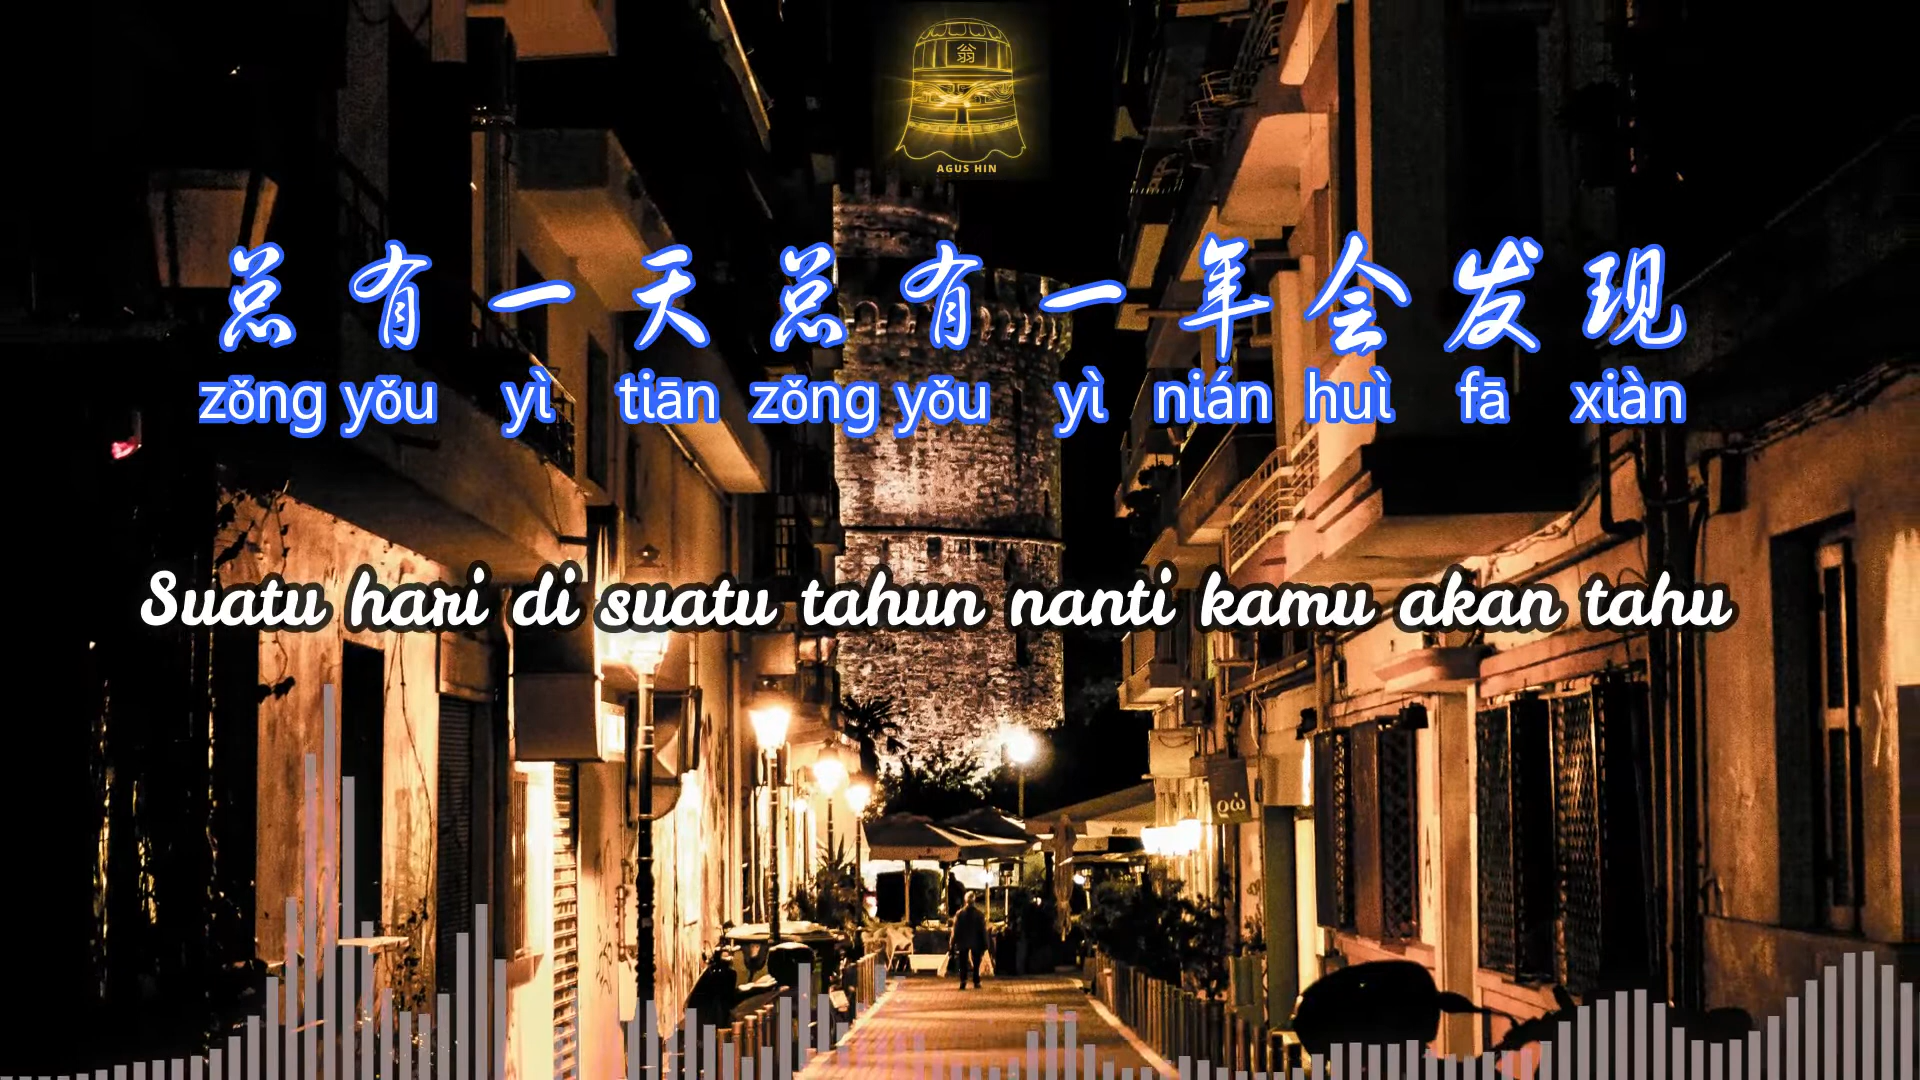 翁
AGUS HIN
总有一天总有一年会发现
zǒng yǒu yì tiān zǒng yǒu yì nián huì fā xiàn
Suatu hari di suatu tahun nanti kamu akan tahu
ρώ